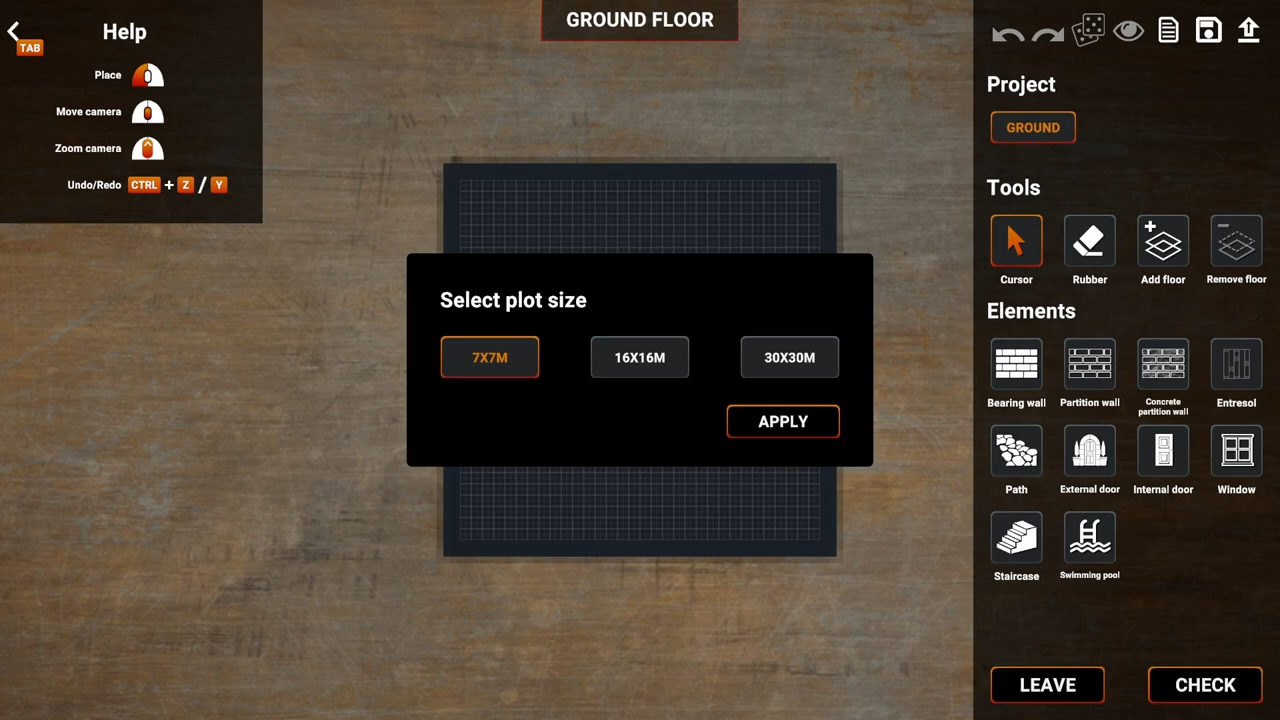 GROUND FLOOR
Help
TAB
Place
Move camera
Zoom camera
Undo/Redo CTRL + Z / Y
Select plot size
7X7M 16X16M 30X30M
APPLY
Project
GROUND
Tools
Cursor Rubber Add floor Remove floor
Elements
Bearing wall Partition wall Concrete partition wall Entresol
Path External door Internal door Window
Staircase Swimming pool
LEAVE CHECK